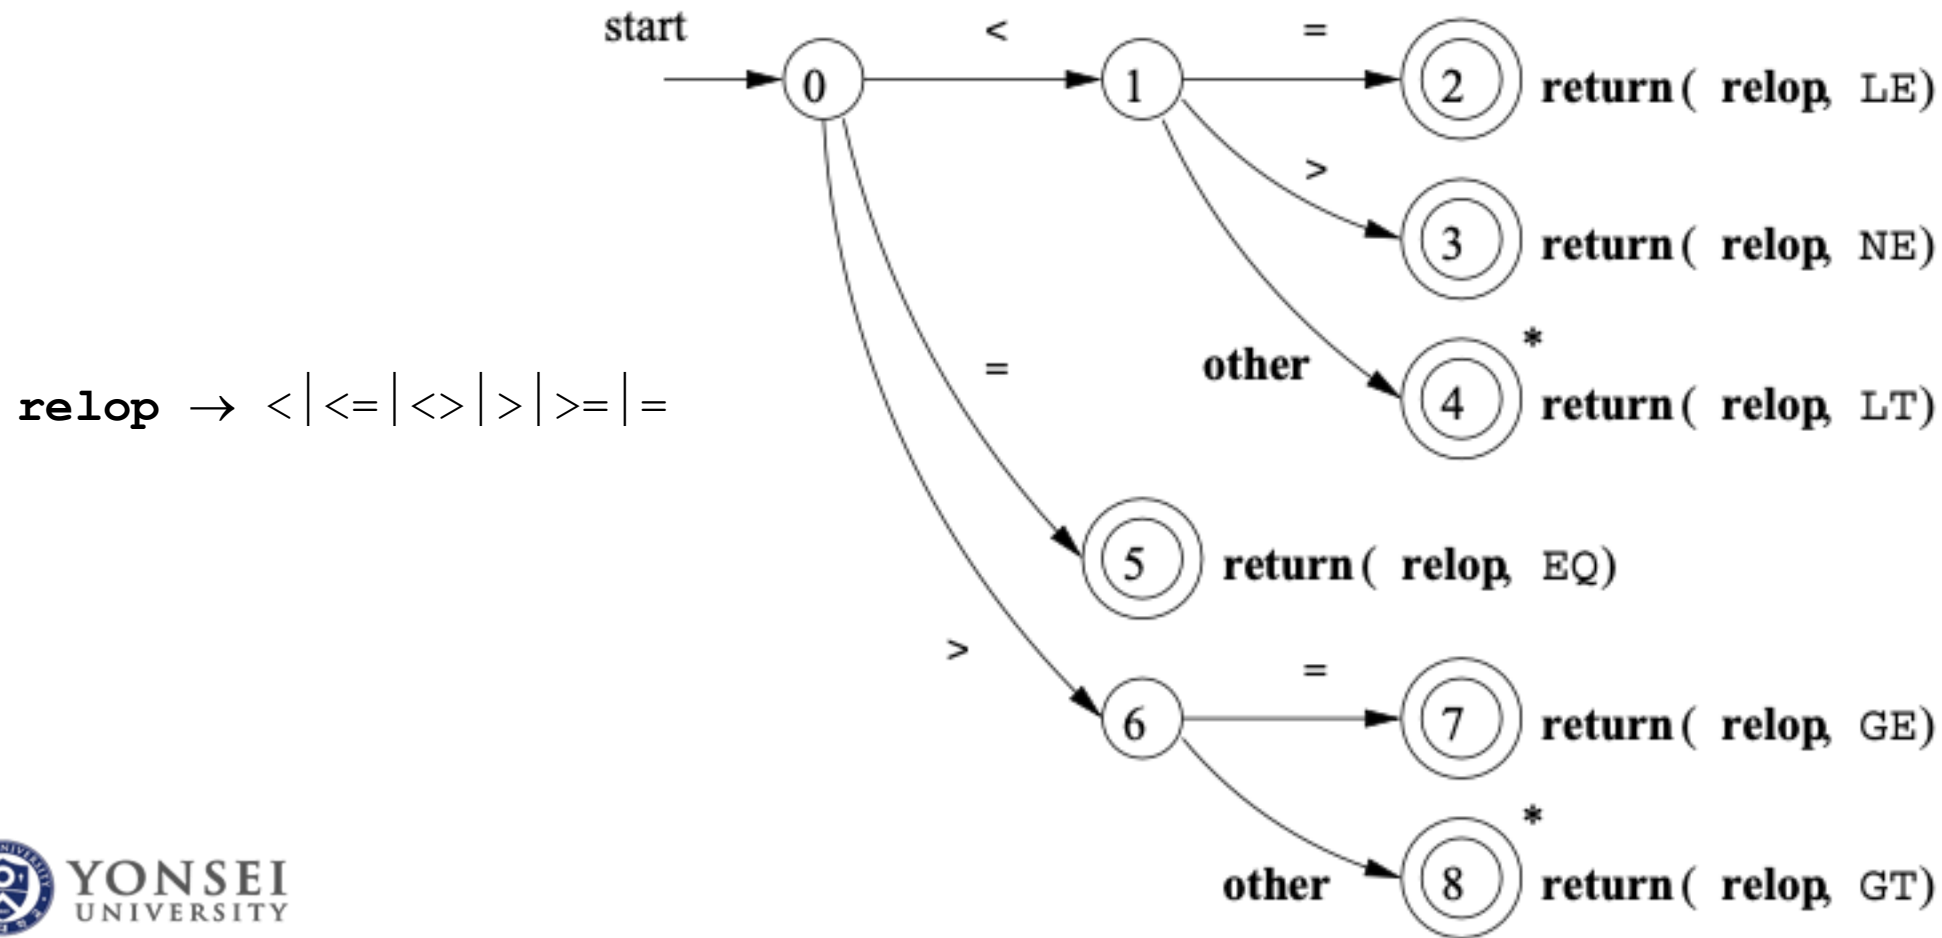 start
<
=
0
1
2
return( relop, LE)
>
3
return( relop, NE)
*
other
4
return( relop, LT)
=
relop → <|<=|<>|>|>=|=
5
return( relop, EQ)
>
=
6
7
return( relop, GE)
*
other
8
return( relop, GT)
YONSEI
UNIVERSITY